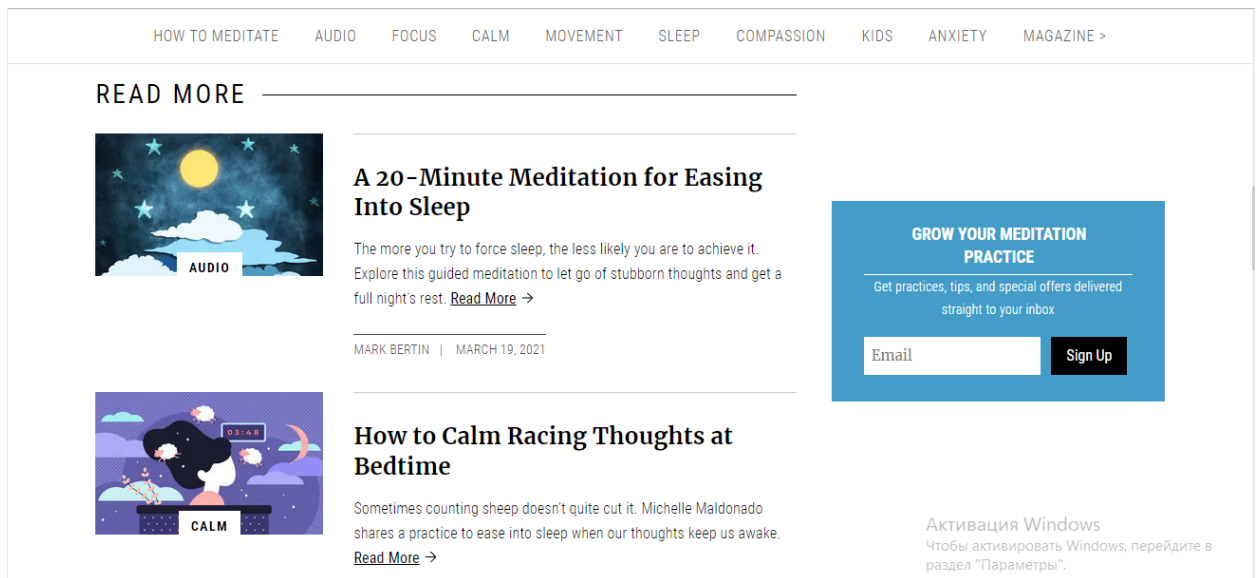 HOW TO MEDITATE AUDIO FOCUS CALM MOVEMENT SLEEP COMPASSION KIDS ANXIETY MAGAZINE >
READ MORE
AUDIO
A 20-Minute Meditation for Easing
Into Sleep
The more you try to force sleep, the less likely you are to achieve it.
Explore this guided meditation to let go of stubborn thoughts and get a
full night's rest. Read More →
MARK BERTIN | MARCH 19, 2021
03:48
CALM
How to Calm Racing Thoughts at
Bedtime
Sometimes counting sheep doesn't quite cut it. Michelle Maldonado
shares a practice to ease into sleep when our thoughts keep us awake.
Read More →
GROW YOUR MEDITATION
PRACTICE
Get practices, tips, and special offers delivered
straight to your inbox
Email Sign Up
Активация Windows
Чтобы активировать Windows, перейдите в
раздел "Параметры".